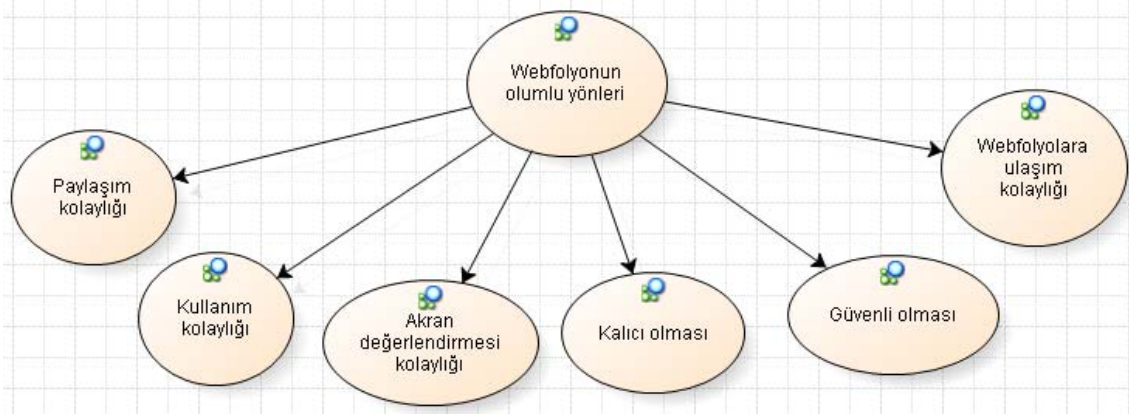 Webfolyonun
olumlu yönleri
Paylaşım
kolaylığı
Kullanım
kolaylığı
Akran
değerlendirmesi
kolaylığı
Kalıcı olması
Güvenli olması
Webfolyolara
ulaşım
kolaylığı